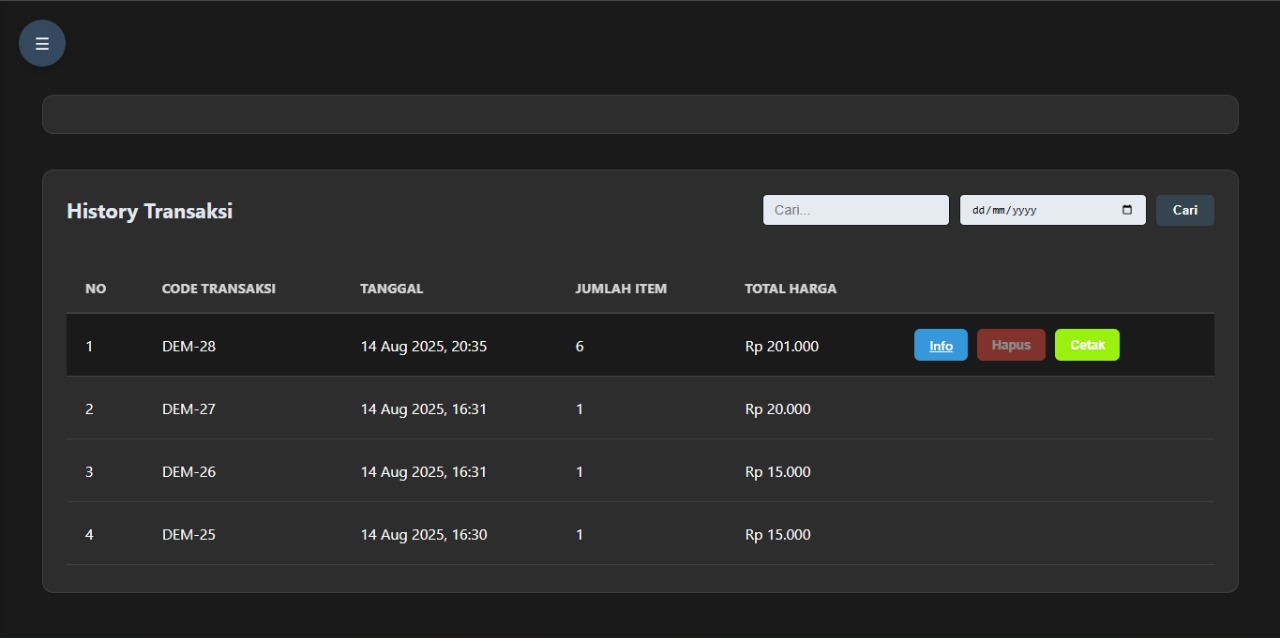 ☰
History Transaksi
Cari...
dd/mm/yyyy
Cari
NO CODE TRANSAKSI TANGGAL JUMLAH ITEM TOTAL HARGA
1 DEM-28 14 Aug 2025, 20:35 6 Rp 201.000 Info Hapus Cetak
2 DEM-27 14 Aug 2025, 16:31 1 Rp 20.000
3 DEM-26 14 Aug 2025, 16:31 1 Rp 15.000
4 DEM-25 14 Aug 2025, 16:30 1 Rp 15.000